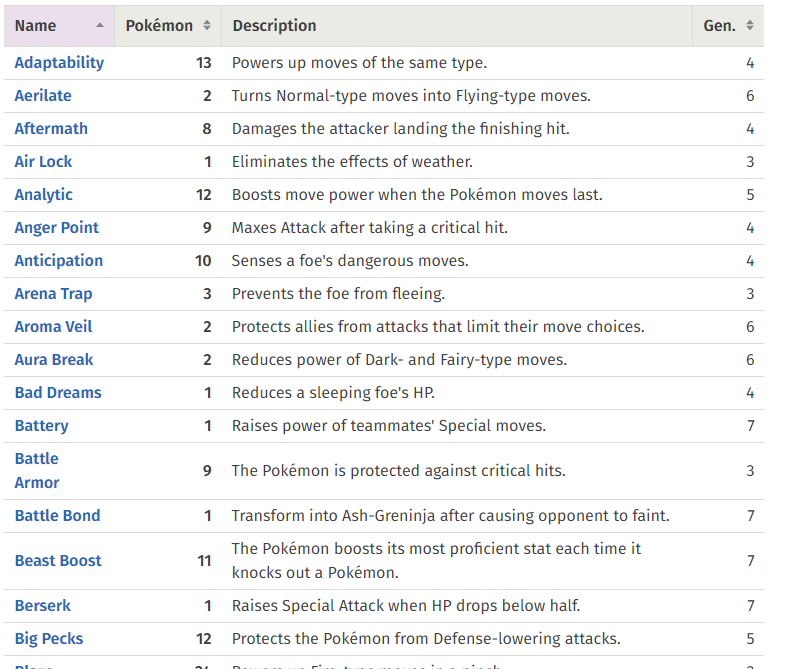 Name Pokémon Description Gen.
Adaptability 13 Powers up moves of the same type. 4
Aerilate 2 Turns Normal-type moves into Flying-type moves. 6
Aftermath 8 Damages the attacker landing the finishing hit. 4
Air Lock 1 Eliminates the effects of weather. 3
Analytic 12 Boosts move power when the Pokémon moves last. 5
Anger Point 9 Maxes Attack after taking a critical hit. 4
Anticipation 10 Senses a foe's dangerous moves. 4
Arena Trap 3 Prevents the foe from fleeing. 3
Aroma Veil 2 Protects allies from attacks that limit their move choices. 6
Aura Break 2 Reduces power of Dark- and Fairy-type moves. 6
Bad Dreams 1 Reduces a sleeping foe's HP. 4
Battery 1 Raises power of teammates' Special moves. 7
Battle
Armor
9 The Pokémon is protected against critical hits. 3
Battle Bond 1 Transform into Ash-Greninja after causing opponent to faint. 7
Beast Boost 11
The Pokémon boosts its most proficient stat each time it
knocks out a Pokémon.
7
Berserk 1 Raises Special Attack when HP drops below half. 7
Big Pecks 12 Protects the Pokémon from Defense-lowering attacks. 5